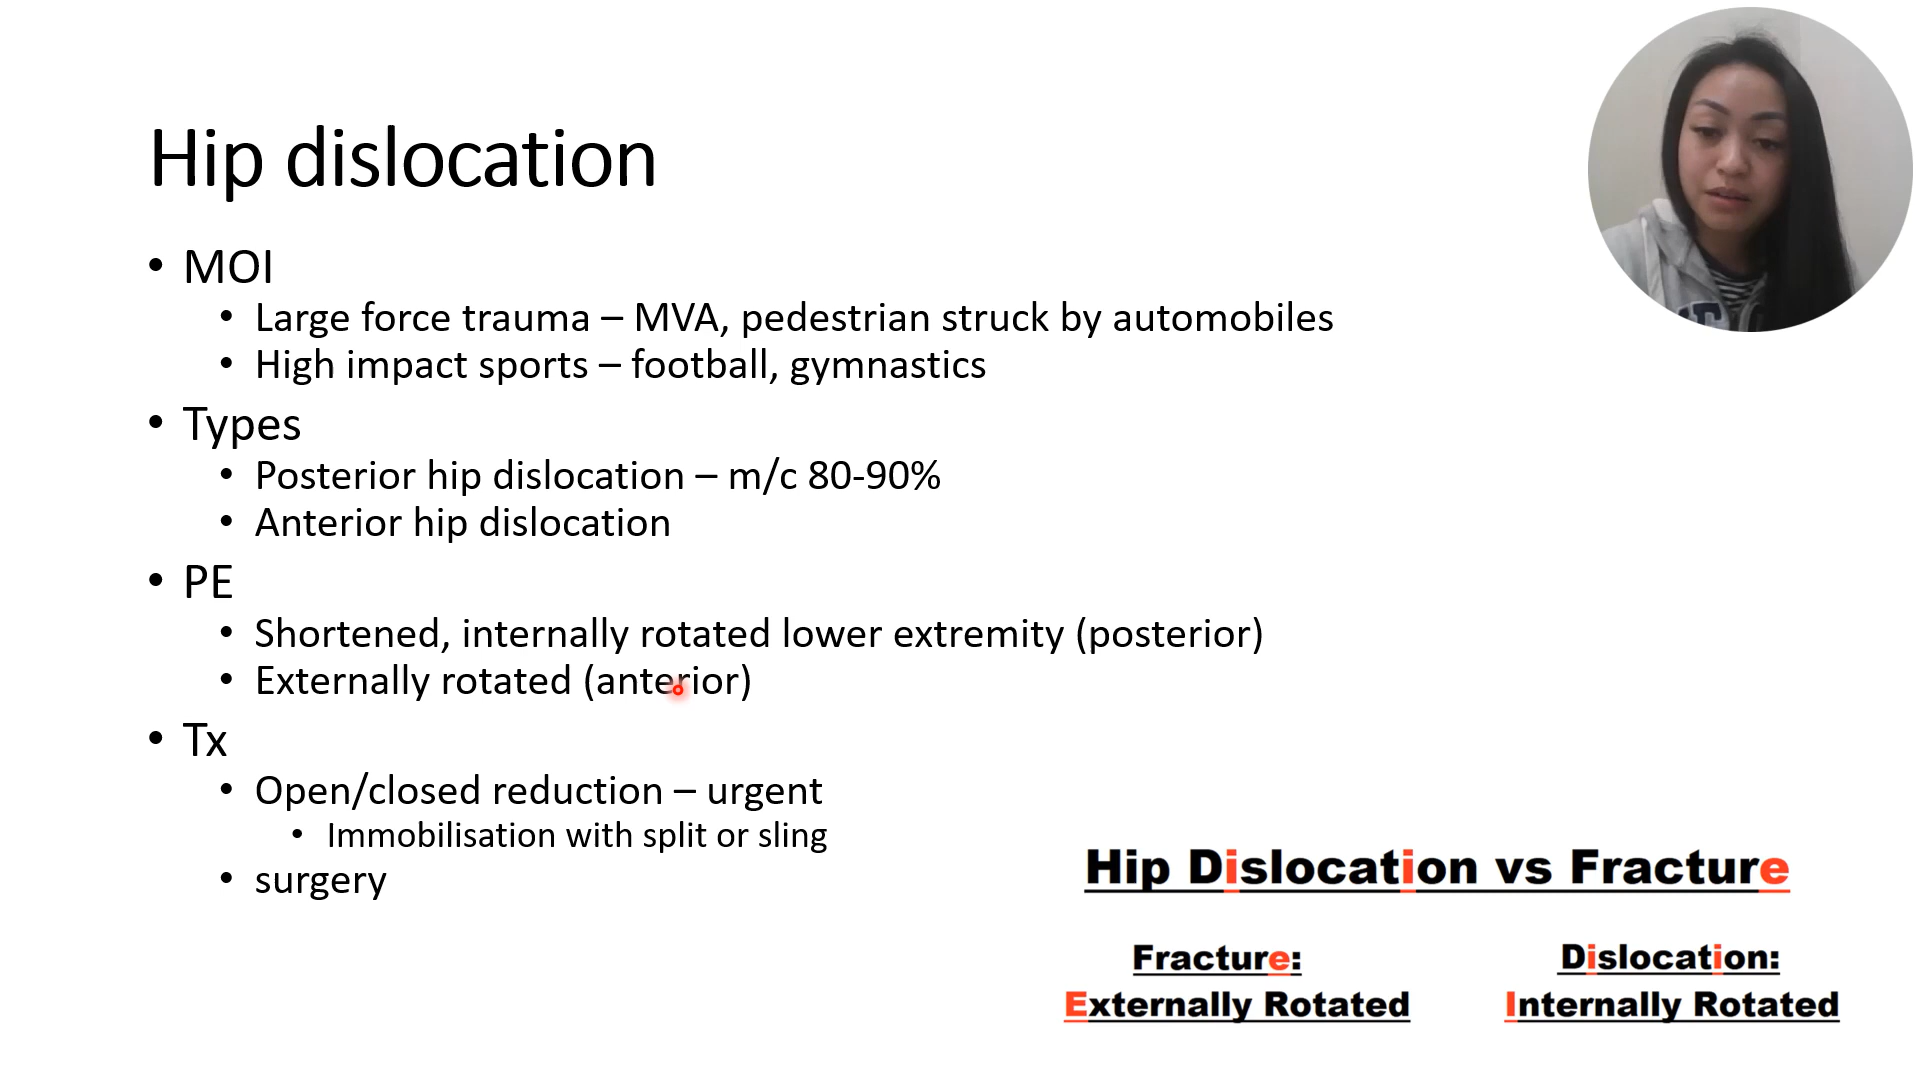 Hip dislocation
• MOI
• Large force trauma – MVA, pedestrian struck by automobiles
• High impact sports – football, gymnastics
• Types
• Posterior hip dislocation – m/c 80-90%
• Anterior hip dislocation
• PE
• Shortened, internally rotated lower extremity (posterior)
• Externally rotated (anterior)
• Tx
• Open/closed reduction – urgent
• Immobilisation with split or sling
• surgery
Hip Dislocation vs Fracture
Fracture:
Externally Rotated
Dislocation:
Internally Rotated